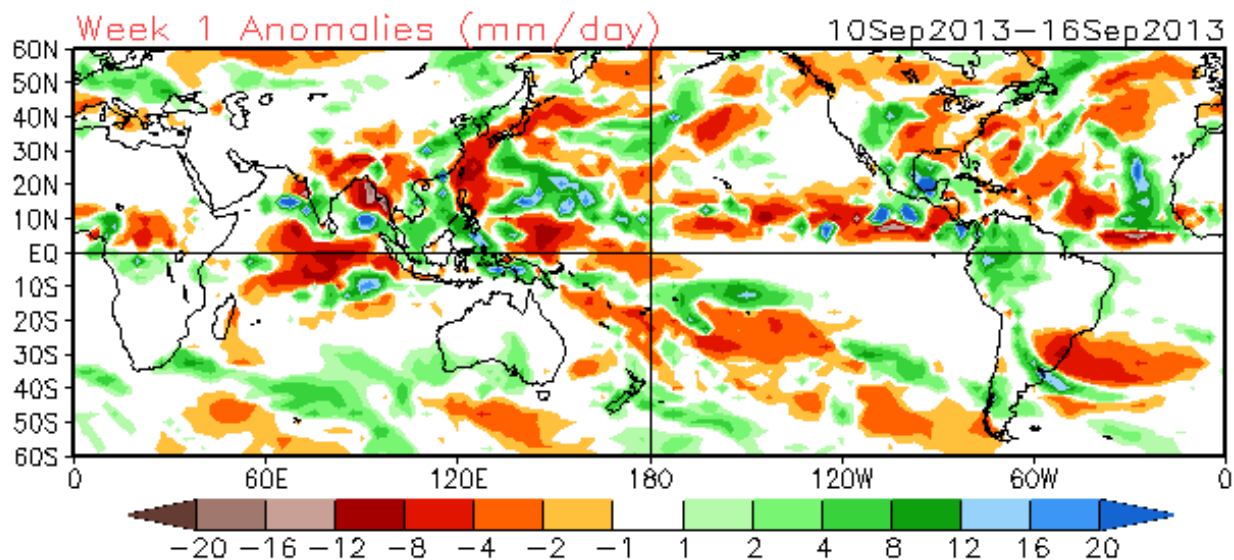 Week 1 Anomalies (mm/day) 10Sep2013−16Sep2013
60N
50N
40N
30N
20N
10N
EQ
10S
20S
30S
40S
50S
60S
0 60E 120E 180 120W 60W 0
−20 −16 −12 −8 −4 −2 −1 1 2 4 8 12 16 20